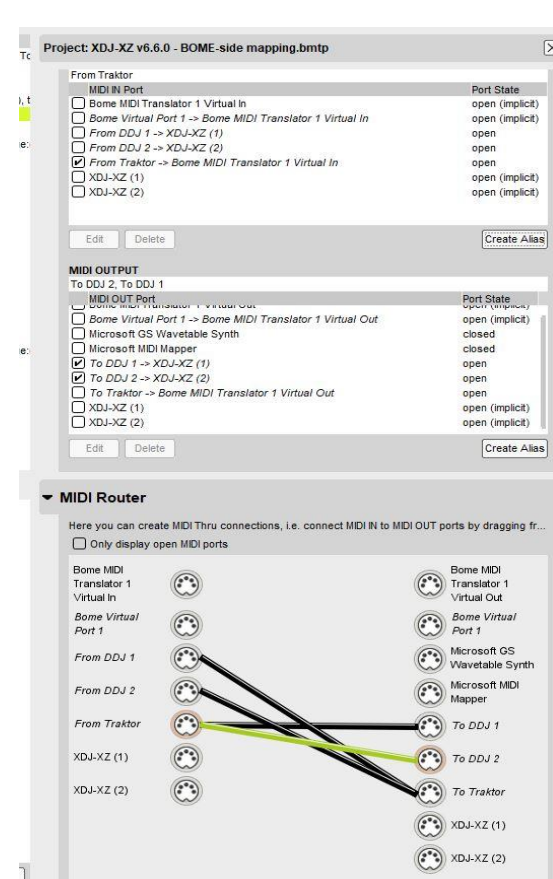 To
Project: XDJ-XZ v6.6.0 - BOME-side mapping.bmtp
From Traktor
MIDI IN Port Port State
), t
Bome MIDI Translator 1 Virtual In open (implicit)
Bome Virtual Port 1 -> Bome MIDI Translator 1 Virtual In open (implicit)
From DDJ 1 -> XDJ-XZ (1) open
From DDJ 2 -> XDJ-XZ (2) open
From Traktor -> Bome MIDI Translator 1 Virtual In open
XDJ-XZ (1) open (implicit)
XDJ-XZ (2) open (implicit)
Edit Delete Create Alias
MIDI OUTPUT
To DDJ 2, To DDJ 1
MIDI OUT Port Port State
Bome MIDI Translator 1 Virtual Out open (implicit)
Bome Virtual Port 1 -> Bome MIDI Translator 1 Virtual Out open (implicit)
Microsoft GS Wavetable Synth closed
Microsoft MIDI Mapper closed
To DDJ 1 -> XDJ-XZ (1) open
To DDJ 2 -> XDJ-XZ (2) open
To Traktor -> Bome MIDI Translator 1 Virtual Out open
XDJ-XZ (1) open (implicit)
XDJ-XZ (2) open (implicit)
Edit Delete Create Alias
MIDI Router
Here you can create MIDI Thru connections, i.e. connect MIDI IN to MIDI OUT ports by dragging fr...
Only display open MIDI ports
Bome MIDI
Translator 1
Virtual In
Bome Virtual
Port 1
From DDJ 1
From DDJ 2
From Traktor
XDJ-XZ (1)
XDJ-XZ (2)
Bome MIDI
Translator 1
Virtual Out
Bome Virtual
Port 1
Microsoft GS
Wavetable Synth
Microsoft MIDI
Mapper
To DDJ 1
To DDJ 2
To Traktor
XDJ-XZ (1)
XDJ-XZ (2)